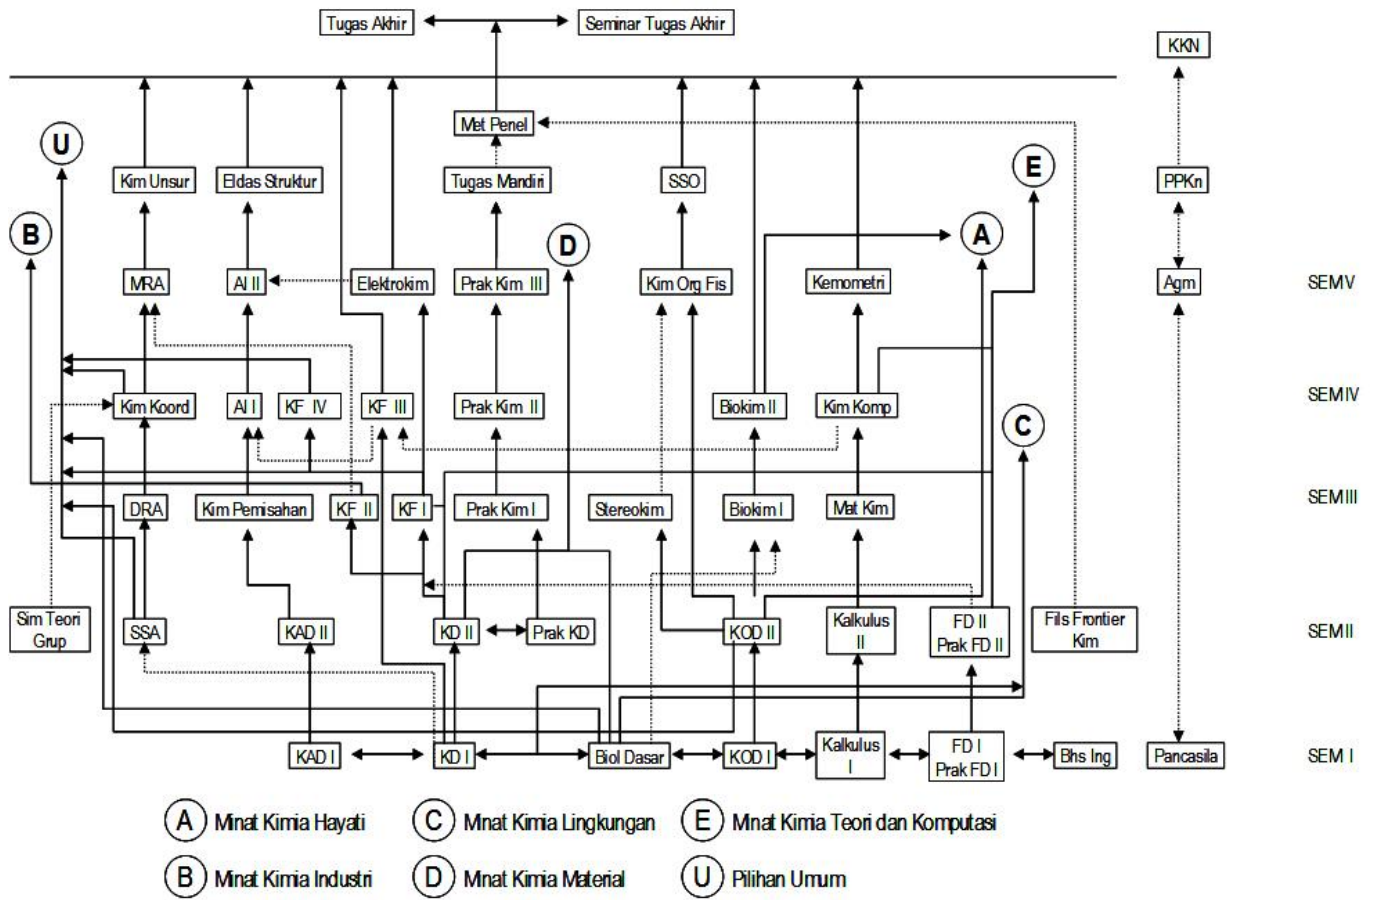 Tugas Akhir
Seminar Tugas Akhir
KKN
Met Penel
U
E
Kim Unsur
Eldas Struktur
Tugas Mandiri
SSO
PPKn
B
D
A
MRA
AI II
Elektrokim
Prak Kim III
Kim Org Fis
Kemometri
Agm
SEM V
Kim Koord
AI I
KF IV
KF III
Prak Kim II
Biokim II
Kim Komp
SEM IV
C
DRA
Kim Pemisahan
KF II
KF I
Prak Kim I
Stereokim
Biokim I
Mat Kim
SEM III
Sim Teori
Grup
SSA
KAD II
KD II
Prak KD
KOD II
Kalkulus
II
FD II
Prak FD II
Fils Frontier
Kim
SEM II
KAD I
KD I
Biol Dasar
KOD I
Kalkulus
I
FD I
Prak FD I
Bhs Ing
Pancasila
SEM I
A Minat Kimia Hayati
C Minat Kimia Lingkungan
E Minat Kimia Teori dan Komputasi
B Minat Kimia Industri
D Minat Kimia Material
U Pilihan Umum